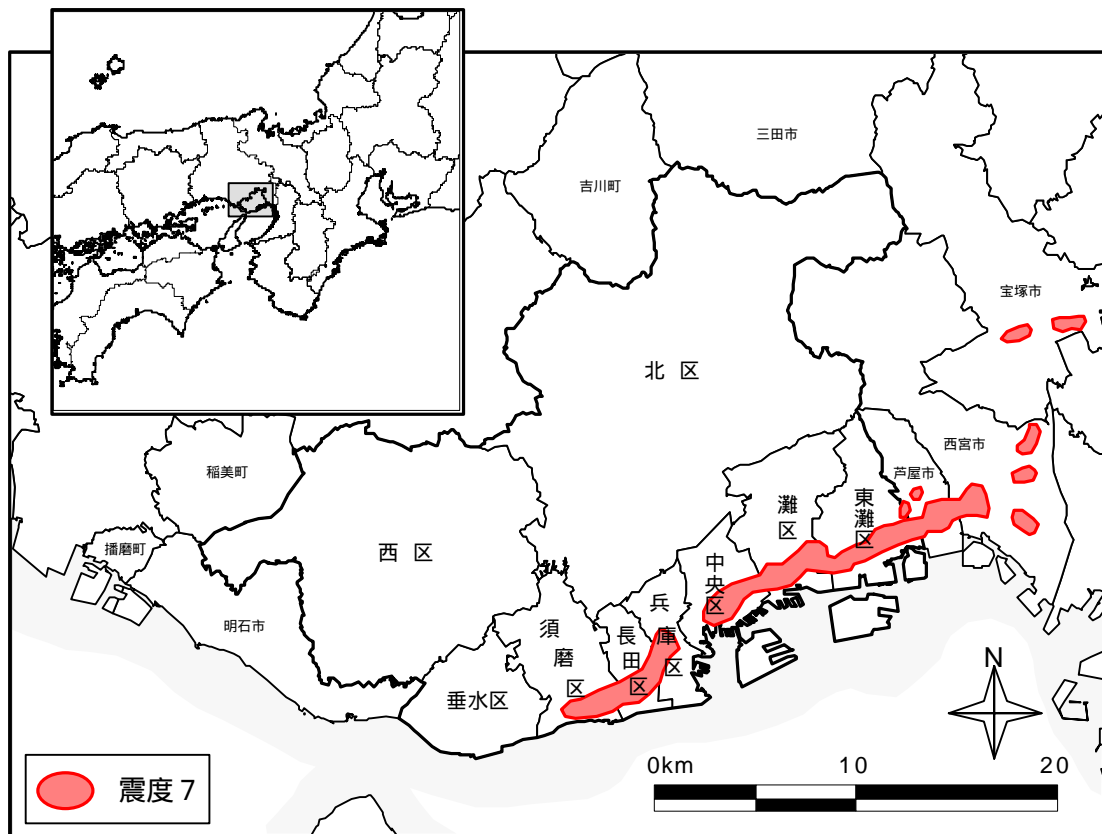 三田市
吉川町
宝塚市
北区
西宮市
稲美町
芦屋市
灘区
東灘区
播磨町
西区
中央区
兵庫区
明石市
須磨区
長田区
垂水区
N
0km 10 20
震度7